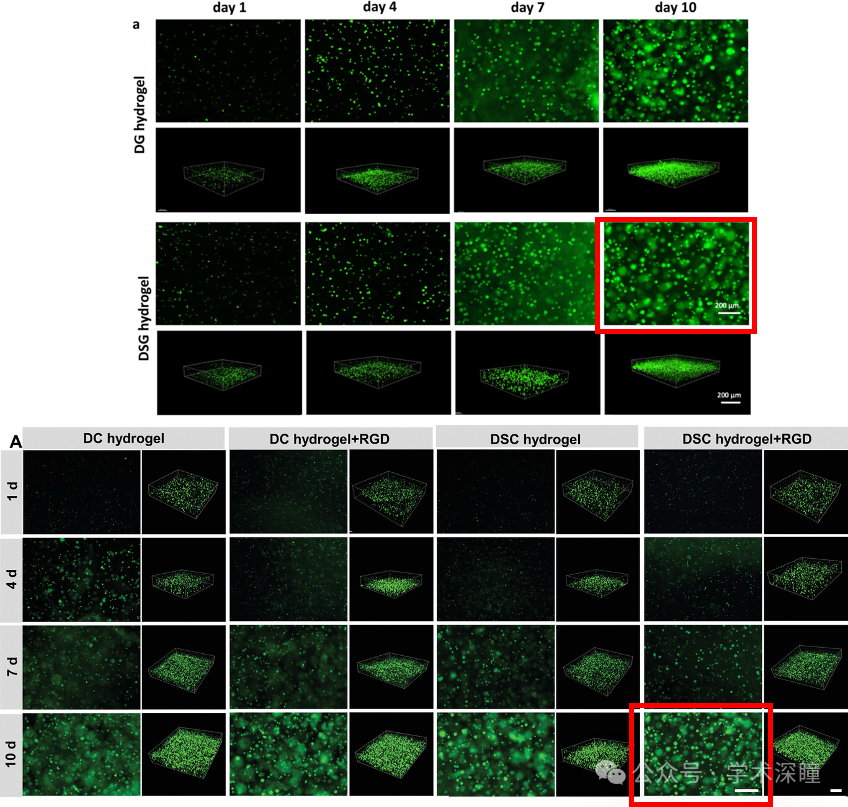 day 1 day 4 day 7 day 10
a
DG hydrogel
DSG hydrogel
200 μm
200 μm
A
DC hydrogel DC hydrogel+RGD DSC hydrogel DSC hydrogel+RGD
1 d
4 d
7 d
10 d
公众号 · 学术深瞳